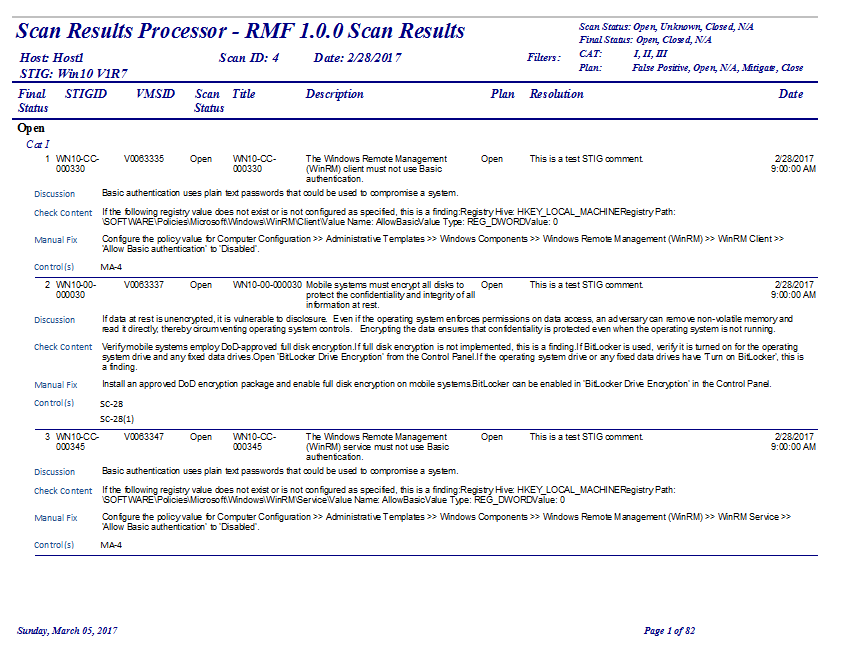 Scan Results Processor - RMF 1.0.0 Scan Results
Scan Status: Open, Unknown, Closed, N/A
Final Status: Open, Closed, N/A
Host: Host1 Scan ID: 4 Date: 2/28/2017 Filters: CAT: I, II, III
STIG: Win10 V1R7 Plan: False Positive, Open, N/A, Mitigate, Close
Final STIGID VMSID Scan Title Description Plan Resolution Date
Status Status
Open
Cat I
1 WN10-CC- V0063335 Open WN10-CC- The Windows Remote Management Open This is a test STIG comment. 2/28/2017
000330 000330 (WinRM) client must not use Basic 9:00:00 AM
authentication.
Discussion Basic authentication uses plain text passwords that could be used to compromise a system.
Check Content If the following registry value does not exist or is not configured as specified, this is a finding:Registry Hive: HKEY_LOCAL_MACHINERegistry Path:
\SOFTWARE\Policies\Microsoft\Windows\WinRM\Client\Value Name: AllowBasicValue Type: REG_DWORDValue: 0
Manual Fix Configure the policy value for Computer Configuration >> Administrative Templates >> Windows Components >> Windows Remote Management (WinRM) >> WinRM Client >>
'Allow Basic authentication' to 'Disabled'.
Control(s) MA-4
2 WN10-00- V0063337 Open WN10-00-000030 Mobile systems must encrypt all disks to Open This is a test STIG comment. 2/28/2017
000030 protect the confidentiality and integrity of all 9:00:00 AM
information at rest.
Discussion If data at rest is unencrypted, it is vulnerable to disclosure. Even if the operating system enforces permissions on data access, an adversary can remove non-volatile memory and
read it directly, thereby circumventing operating system controls. Encrypting the data ensures that confidentiality is protected even when the operating system is not running.
Check Content Verify mobile systems employ DoD-approved full disk encryption.If full disk encryption is not implemented, this is a finding.If BitLocker is used, verify it is turned on for the operating
system drive and any fixed data drives.Open 'BitLocker Drive Encryption' from the Control Panel.If the operating system drive or any fixed data drives have 'Turn on BitLocker', this is
a finding.
Manual Fix Install an approved DoD encryption package and enable full disk encryption on mobile systems.BitLocker can be enabled in 'BitLocker Drive Encryption' in the Control Panel.
Control(s) SC-28
SC-28(1)
3 WN10-CC- V0063347 Open WN10-CC- The Windows Remote Management Open This is a test STIG comment. 2/28/2017
000345 000345 (WinRM) service must not use Basic 9:00:00 AM
authentication.
Discussion Basic authentication uses plain text passwords that could be used to compromise a system.
Check Content If the following registry value does not exist or is not configured as specified, this is a finding:Registry Hive: HKEY_LOCAL_MACHINERegistry Path:
\SOFTWARE\Policies\Microsoft\Windows\WinRM\Service\Value Name: AllowBasicValue Type: REG_DWORDValue: 0
Manual Fix Configure the policy value for Computer Configuration >> Administrative Templates >> Windows Components >> Windows Remote Management (WinRM) >> WinRM Service >>
'Allow Basic authentication' to 'Disabled'.
Control(s) MA-4
Sunday, March 05, 2017 Page 1 of 82